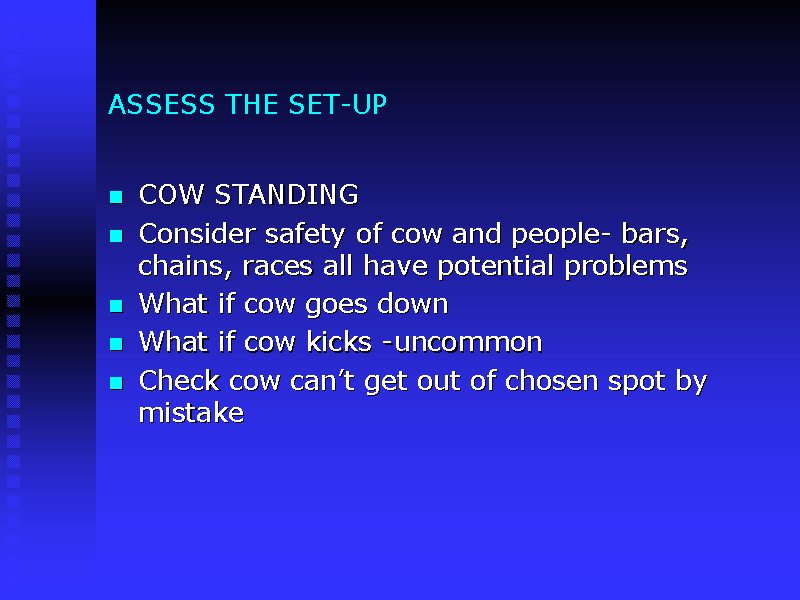 ASSESS THE SET-UP
COW STANDING
Consider safety of cow and people- bars,
chains, races all have potential problems
What if cow goes down
What if cow kicks -uncommon
Check cow can’t get out of chosen spot by
mistake